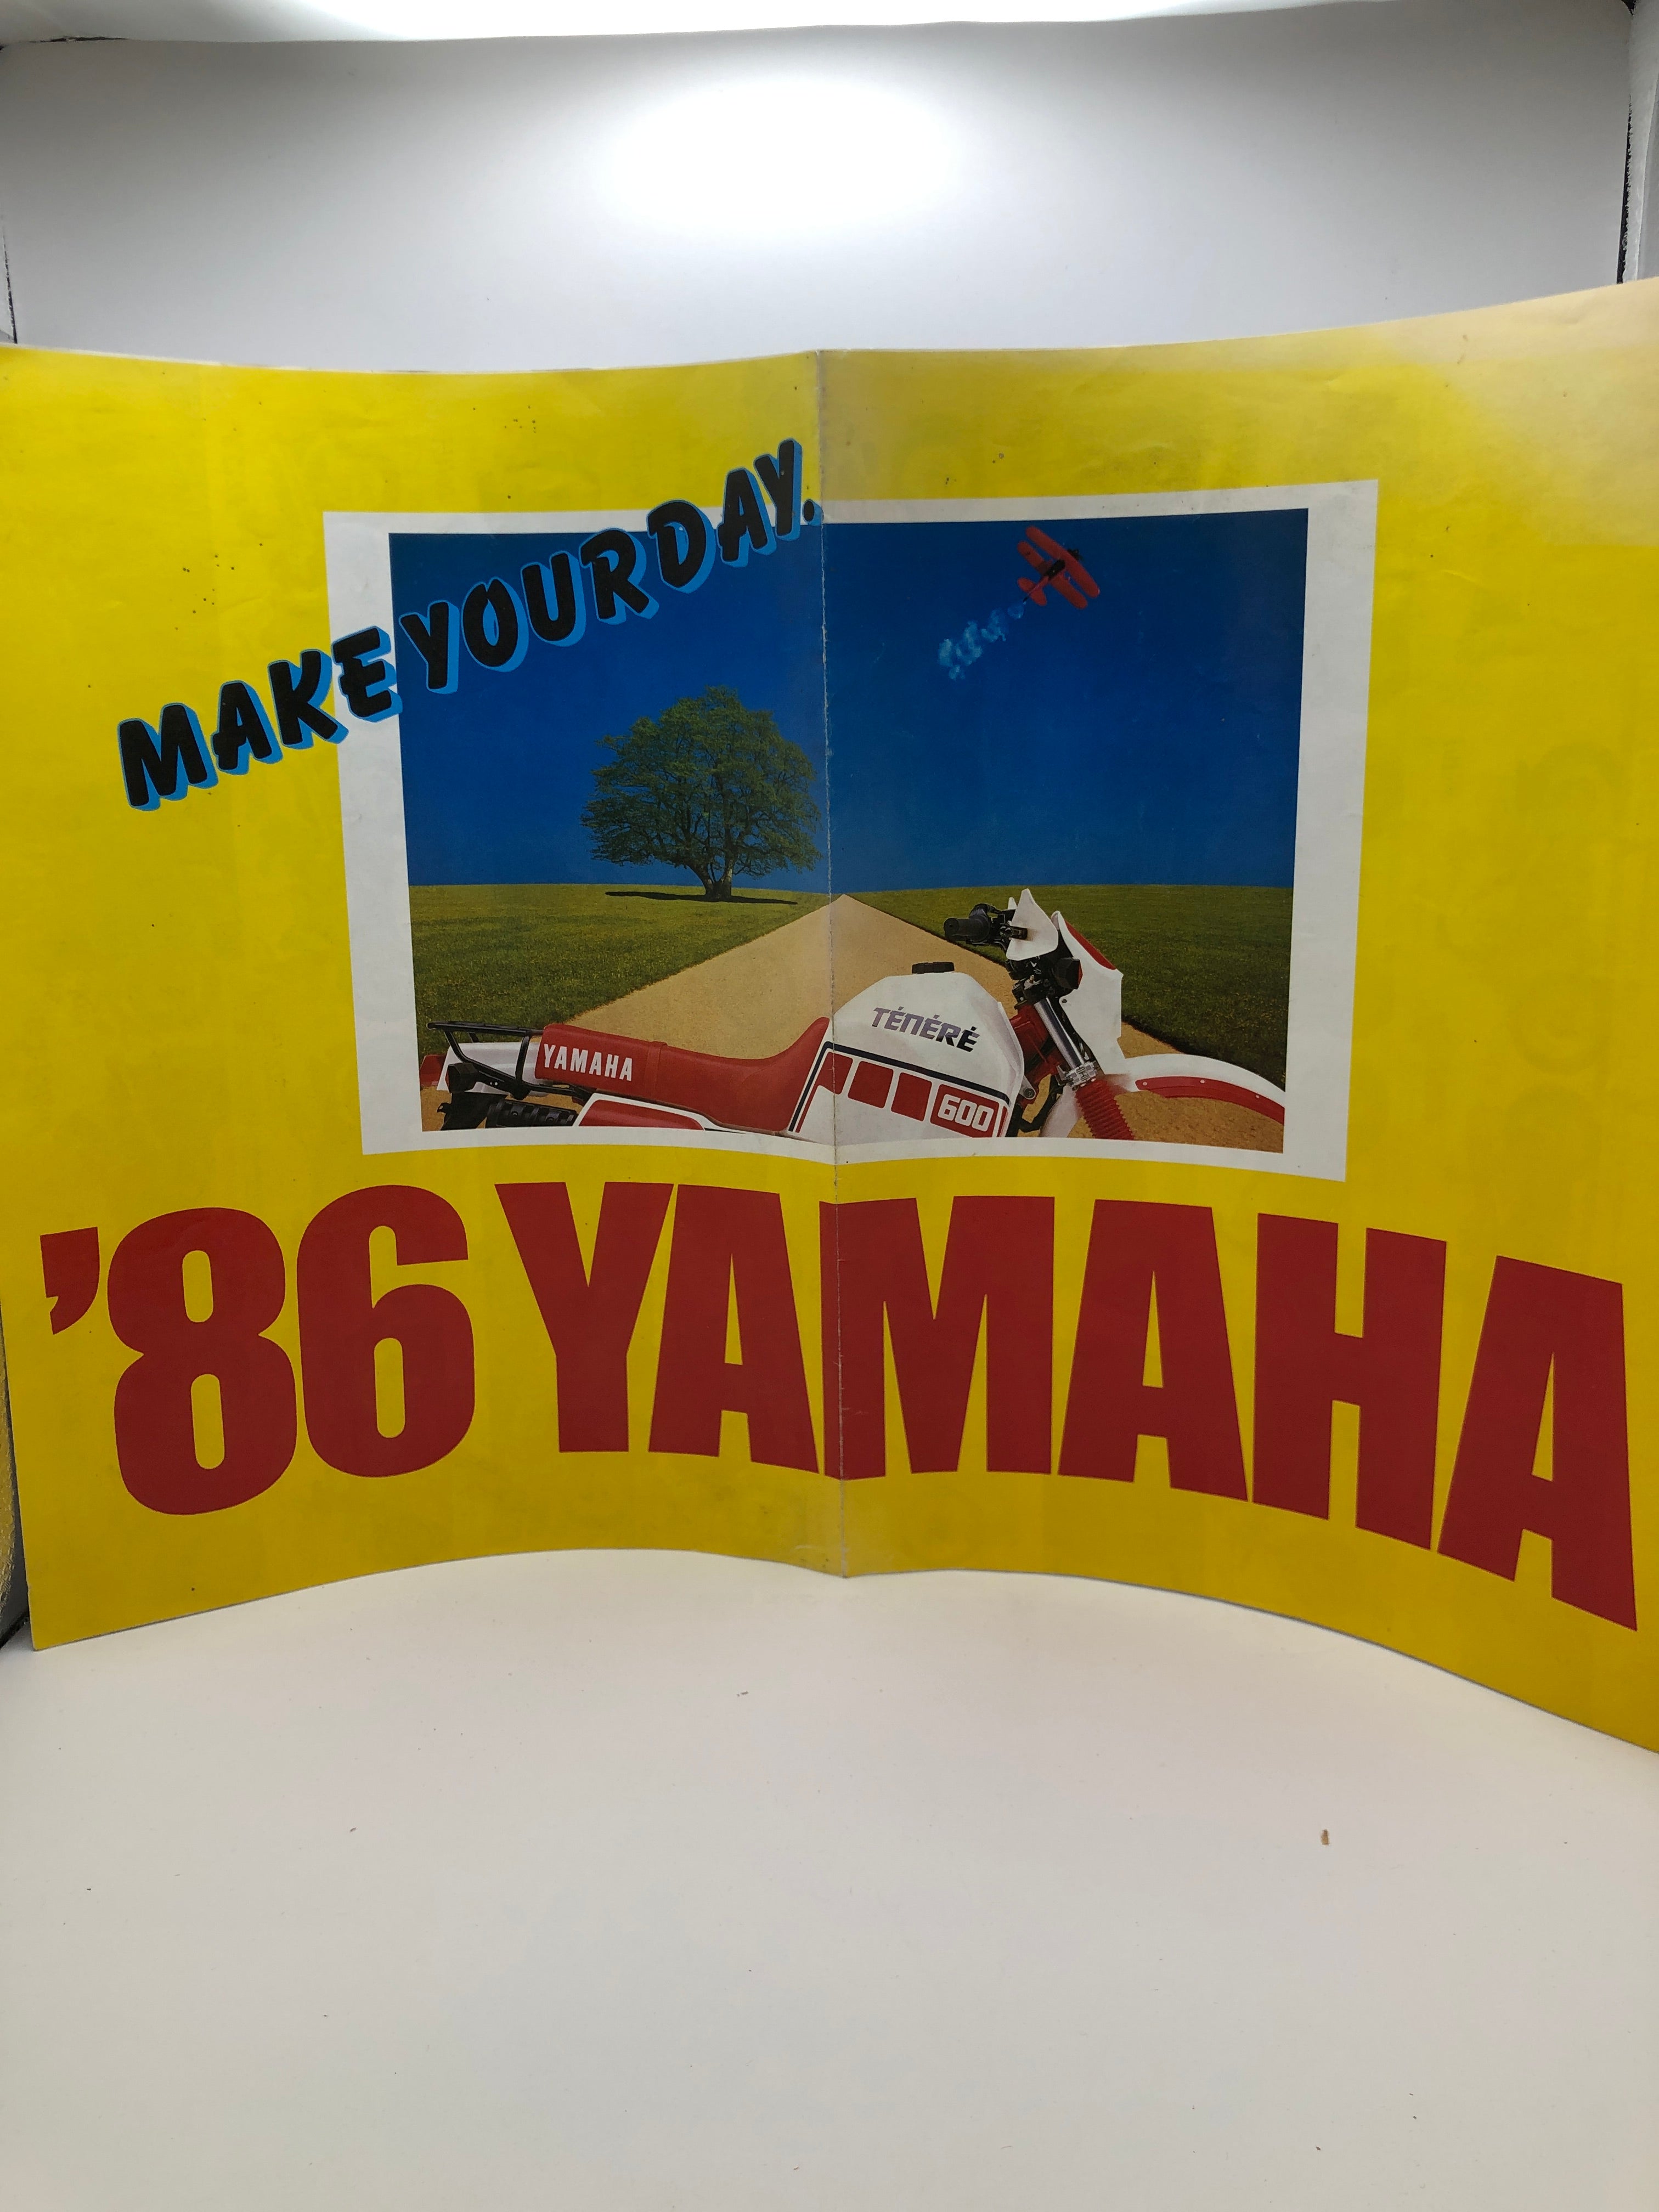 MAKE YOUR DAY.
TÉNÉRÉ
YAMAHA
600
'86 YAMAHA